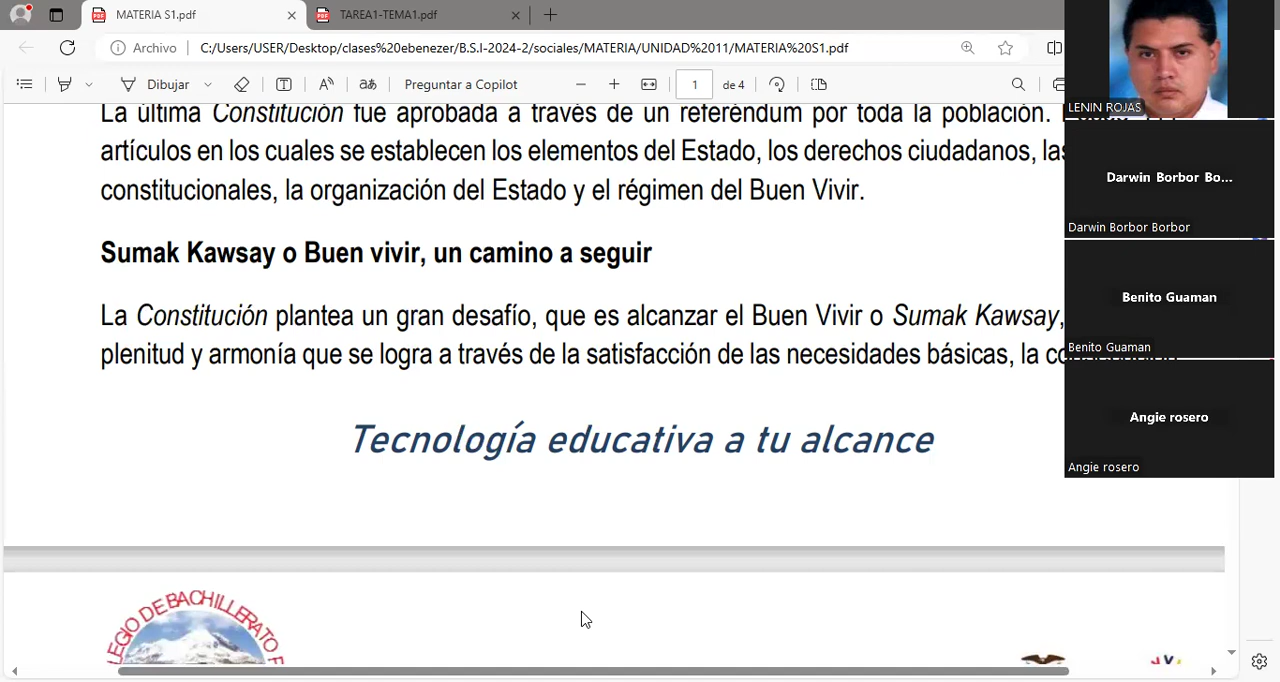 MATERIA S1.pdf
TAREA1-TEMA1.pdf
Archivo
C:/Users/USER/Desktop/clases%20ebenezer/B.S.I-2024-2/sociales/MATERIA/UNIDAD%2011/MATERIA%20S1.pdf
Dibujar
Preguntar a Copilot
1
de 4
La última Constitución fue aprobada a través de un referéndum por toda la población.
artículos en los cuales se establecen los elementos del Estado, los derechos ciudadanos,
constitucionales, la organización del Estado y el régimen del Buen Vivir.
Sumak Kawsay o Buen vivir, un camino a seguir
La Constitución plantea un gran desafío, que es alcanzar el Buen Vivir o Sumak Kawsay,
plenitud y armonía que se logra a través de la satisfacción de las necesidades básicas, la
Tecnología educativa a tu alcance
LEGIO DE BACHILLERATO
LENIN ROJAS
Darwin Borbor Bo...
Darwin Borbor Borbor
Benito Guaman
Benito Guaman
Angie rosero
Angie rosero